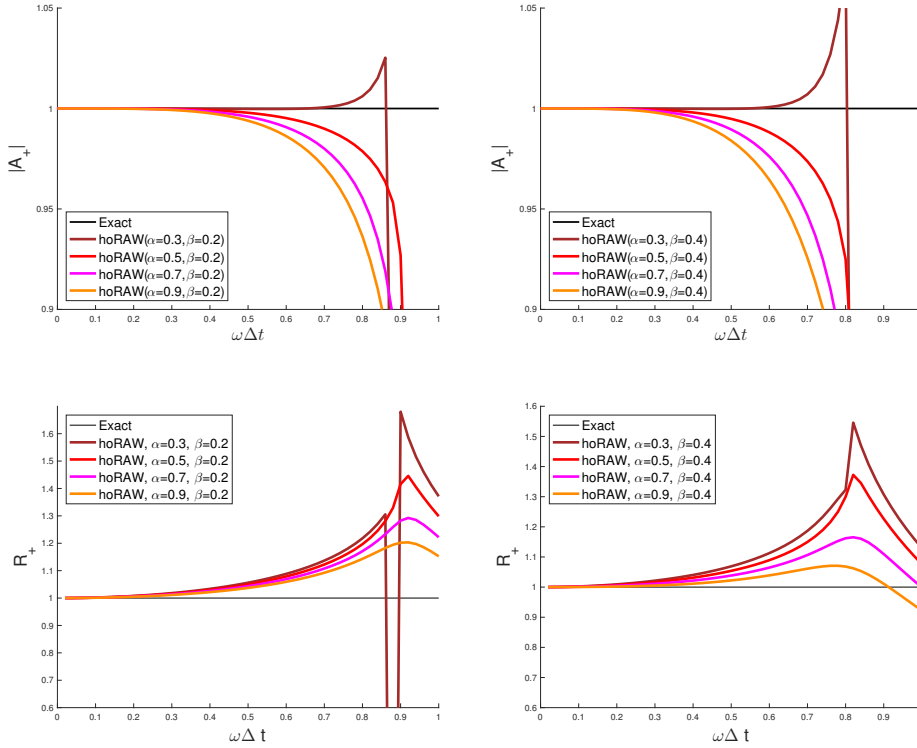 1.05
1
0.95
0.9
|A₊|
Exact
hoRAW(α=0.3,β=0.2)
hoRAW(α=0.5,β=0.2)
hoRAW(α=0.7,β=0.2)
hoRAW(α=0.9,β=0.2)
0 0.1 0.2 0.3 0.4 0.5 0.6 0.7 0.8 0.9 1
ωΔt
1.05
1
0.95
0.9
|A₊|
Exact
hoRAW(α=0.3,β=0.4)
hoRAW(α=0.5,β=0.4)
hoRAW(α=0.7,β=0.4)
hoRAW(α=0.9,β=0.4)
0 0.1 0.2 0.3 0.4 0.5 0.6 0.7 0.8 0.9
ωΔt
1.6
1.5
1.4
1.3
1.2
1.1
1
0.9
0.8
0.7
0.6
R₊
Exact
hoRAW, α=0.3, β=0.2
hoRAW, α=0.5, β=0.2
hoRAW, α=0.7, β=0.2
hoRAW, α=0.9, β=0.2
0 0.1 0.2 0.3 0.4 0.5 0.6 0.7 0.8 0.9 1
ωΔ t
1.6
1.5
1.4
1.3
1.2
1.1
1
0.9
0.8
0.7
0.6
R₊
Exact
hoRAW, α=0.3, β=0.4
hoRAW, α=0.5, β=0.4
hoRAW, α=0.7, β=0.4
hoRAW, α=0.9, β=0.4
0 0.1 0.2 0.3 0.4 0.5 0.6 0.7 0.8 0.9
ωΔ t